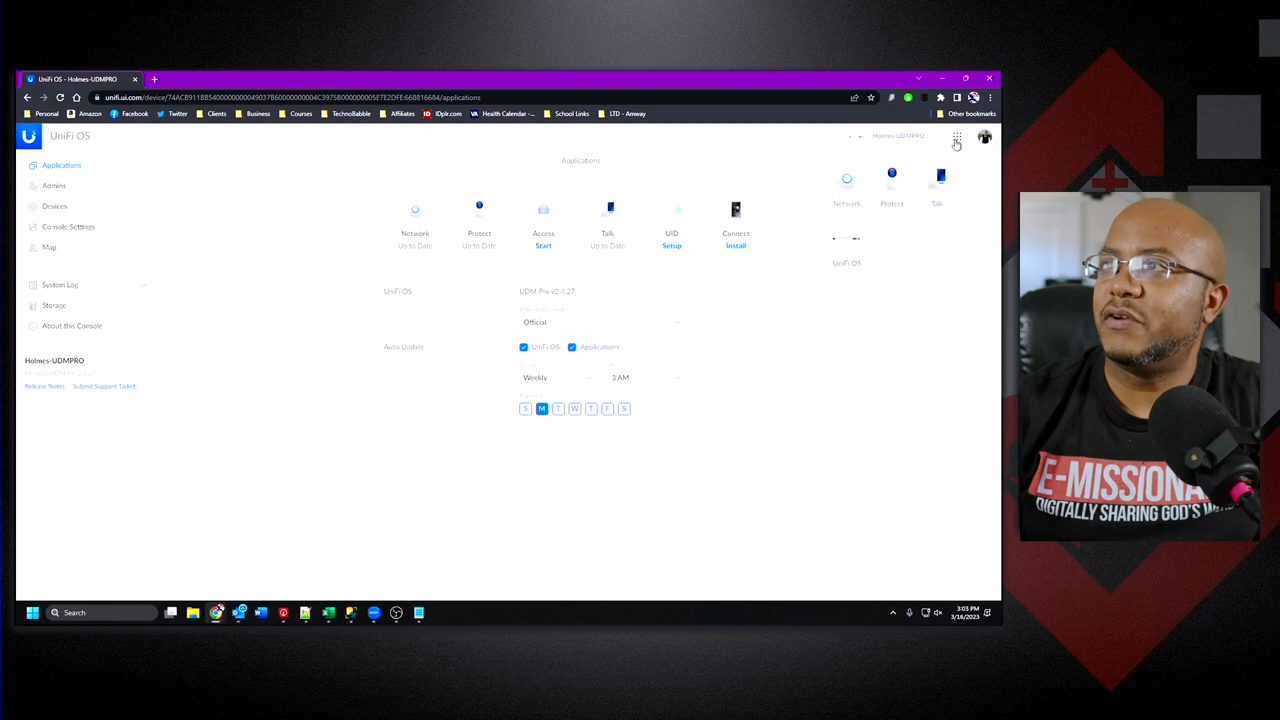 UniFi OS - Holmes-UDMPRO
unifi.ui.com/device/74ACB911BB5400000000049037B60000000004C3975B000000005E7E2DFE:668816684/applications
Personal Amazon Facebook Twitter Clients Business Courses TechnoBabble Affiliates IDplr.com Health Calendar -... School Links LTD - Amway Other bookmarks
UniFi OS
Holmes-UDMPRO
Applications
Admins
Devices
Console Settings
Map
System Log
Storage
About this Console
Holmes-UDMPRO
Release Notes Submit Support Ticket
Applications
Network Protect Access Talk UID Connect
Up to Date Up to Date Start Up to Date Setup Install
UniFi OS UDM Pro v2.4.27
Official
Auto Update UniFi OS Applications
Weekly 3 AM
S M T W T F S
Network Protect Talk
UniFi OS
E-MISSIONA
DIGITALLY SHARING GOD'S W
Search
3:03 PM
3/16/2023